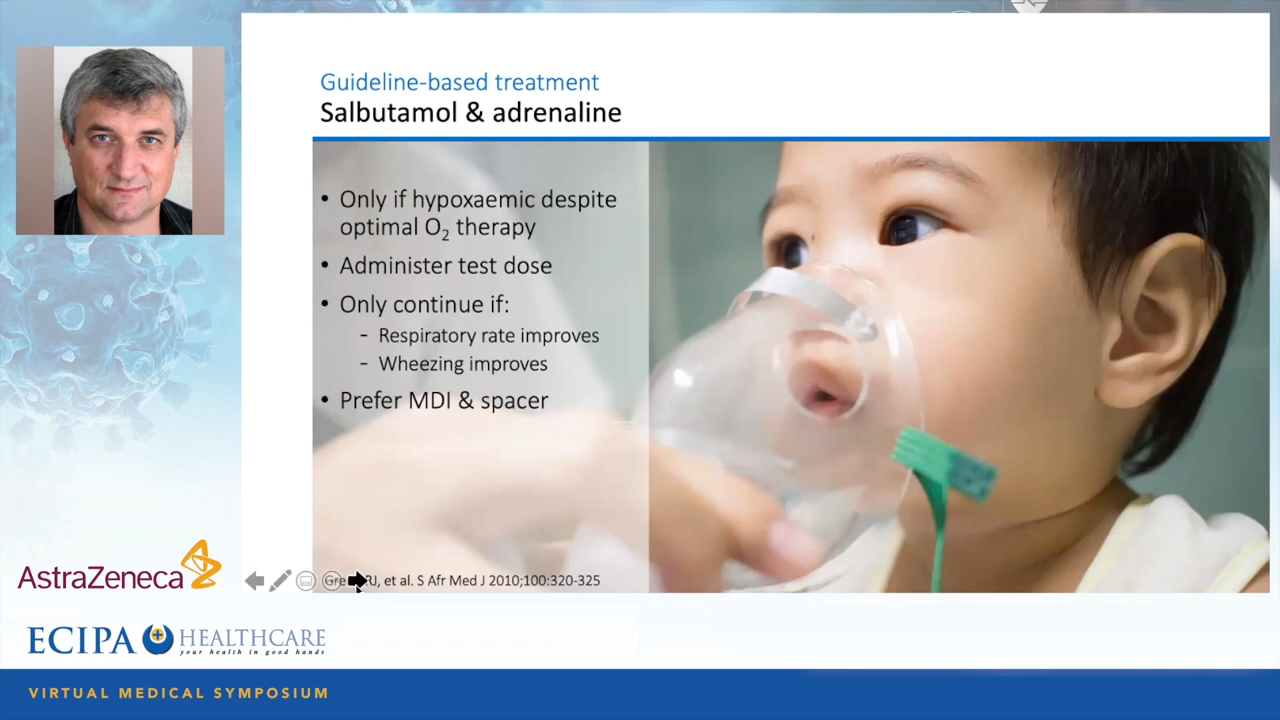 Guideline-based treatment
Salbutamol & adrenaline
• Only if hypoxaemic despite
optimal O₂ therapy
• Administer test dose
• Only continue if:
- Respiratory rate improves
- Wheezing improves
• Prefer MDI & spacer
RJ, et al. S Afr Med J 2010;100:320-325
AstraZeneca
ECIPA HEALTHCARE
your health in good hands
VIRTUAL MEDICAL SYMPOSIUM